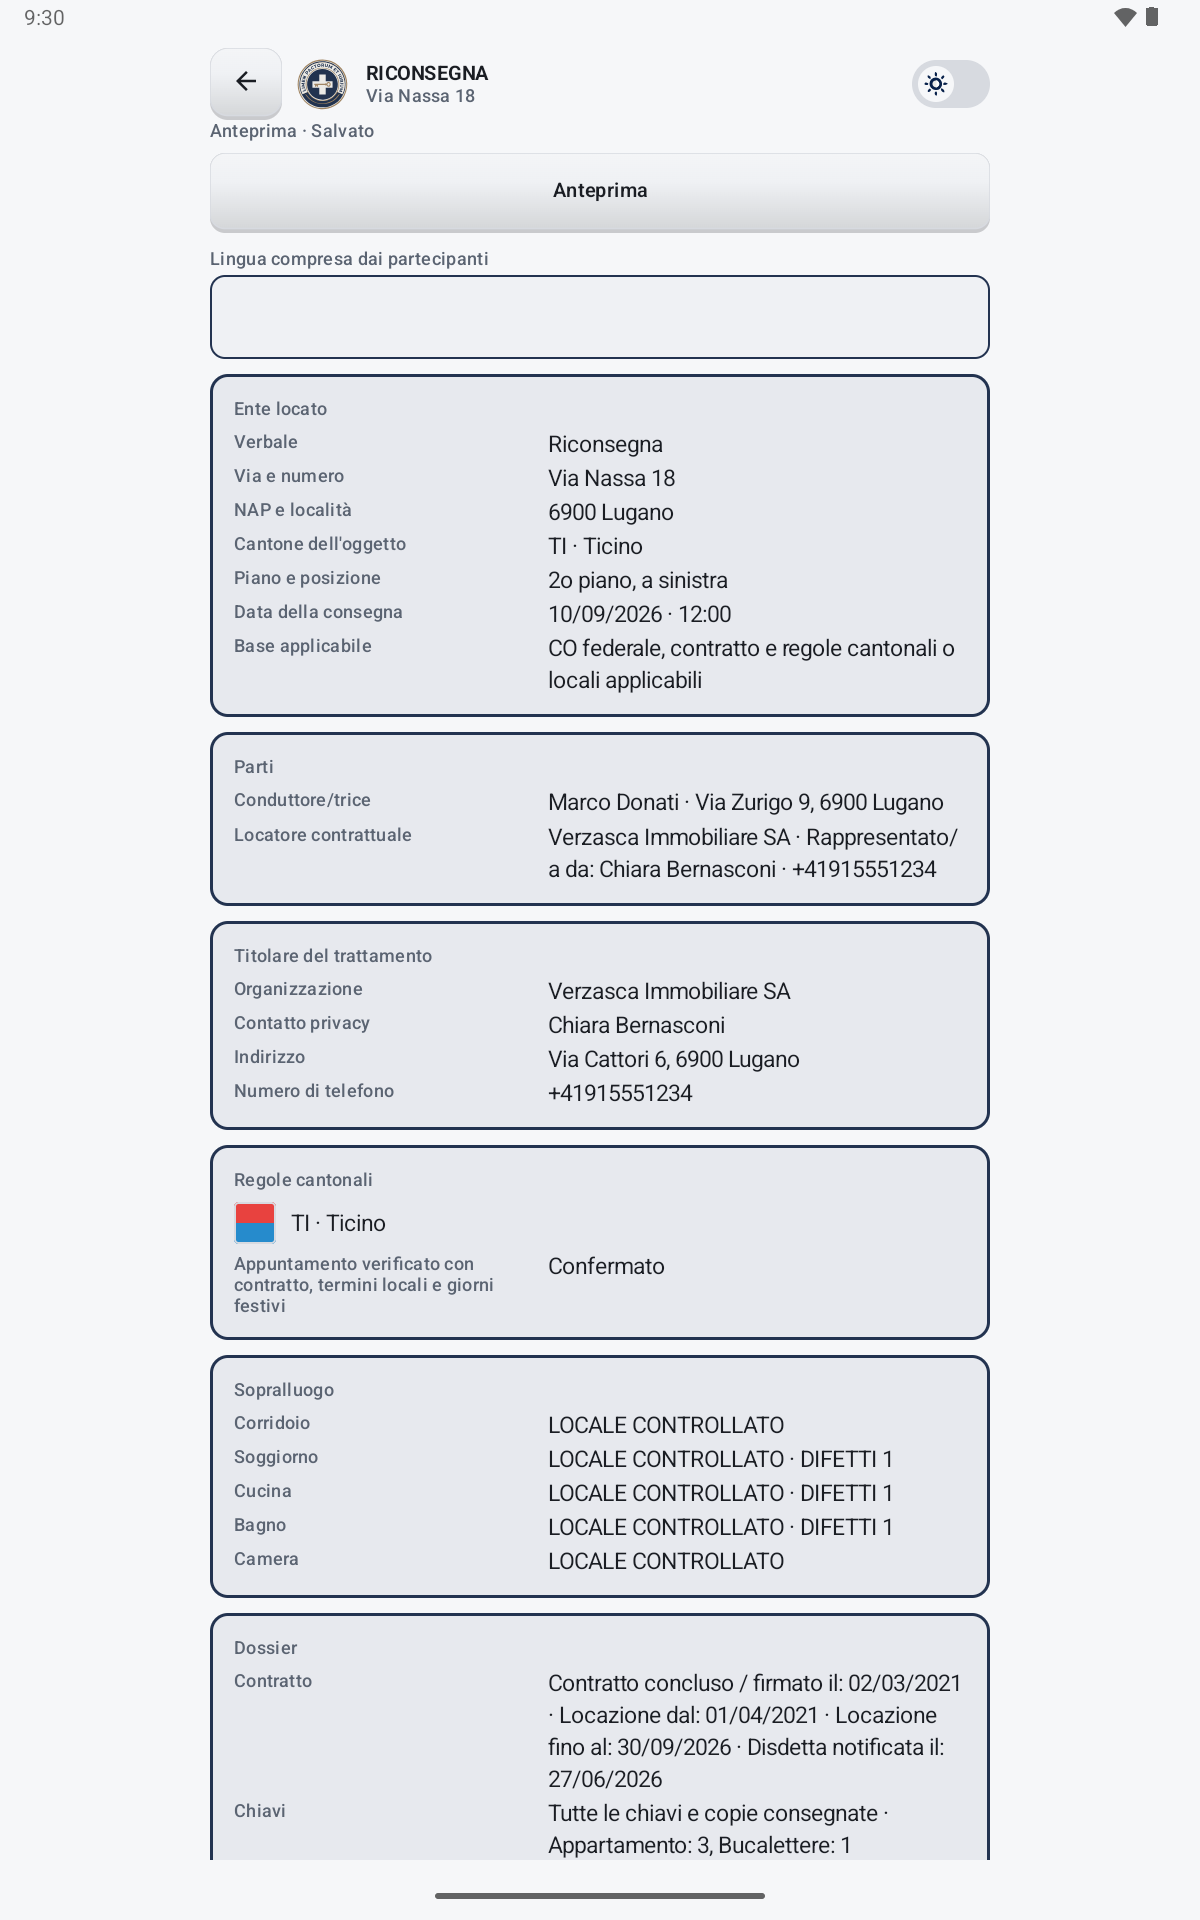 9:30
RICONSEGNA
Via Nassa 18
Anteprima · Salvato
Anteprima
Lingua compresa dai partecipanti
Ente locato
Verbale
Riconsegna
Via e numero
Via Nassa 18
NAP e località
6900 Lugano
Cantone dell'oggetto
TI · Ticino
Piano e posizione
2o piano, a sinistra
Data della consegna
10/09/2026 · 12:00
Base applicabile
CO federale, contratto e regole cantonali o
locali applicabili
Parti
Conduttore/trice
Marco Donati · Via Zurigo 9, 6900 Lugano
Locatore contrattuale
Verzasca Immobiliare SA · Rappresentato/
a da: Chiara Bernasconi · +41915551234
Titolare del trattamento
Organizzazione
Verzasca Immobiliare SA
Contatto privacy
Chiara Bernasconi
Indirizzo
Via Cattori 6, 6900 Lugano
Numero di telefono
+41915551234
Regole cantonali
TI · Ticino
Appuntamento verificato con
contratto, termini locali e giorni
festivi
Confermato
Sopralluogo
Corridoio
LOCALE CONTROLLATO
Soggiorno
LOCALE CONTROLLATO · DIFETTI 1
Cucina
LOCALE CONTROLLATO · DIFETTI 1
Bagno
LOCALE CONTROLLATO · DIFETTI 1
Camera
LOCALE CONTROLLATO
Dossier
Contratto
Contratto concluso / firmato il: 02/03/2021
· Locazione dal: 01/04/2021 · Locazione
fino al: 30/09/2026 · Disdetta notificata il:
27/06/2026
Chiavi
Tutte le chiavi e copie consegnate ·
Appartamento: 3, Bucalettere: 1